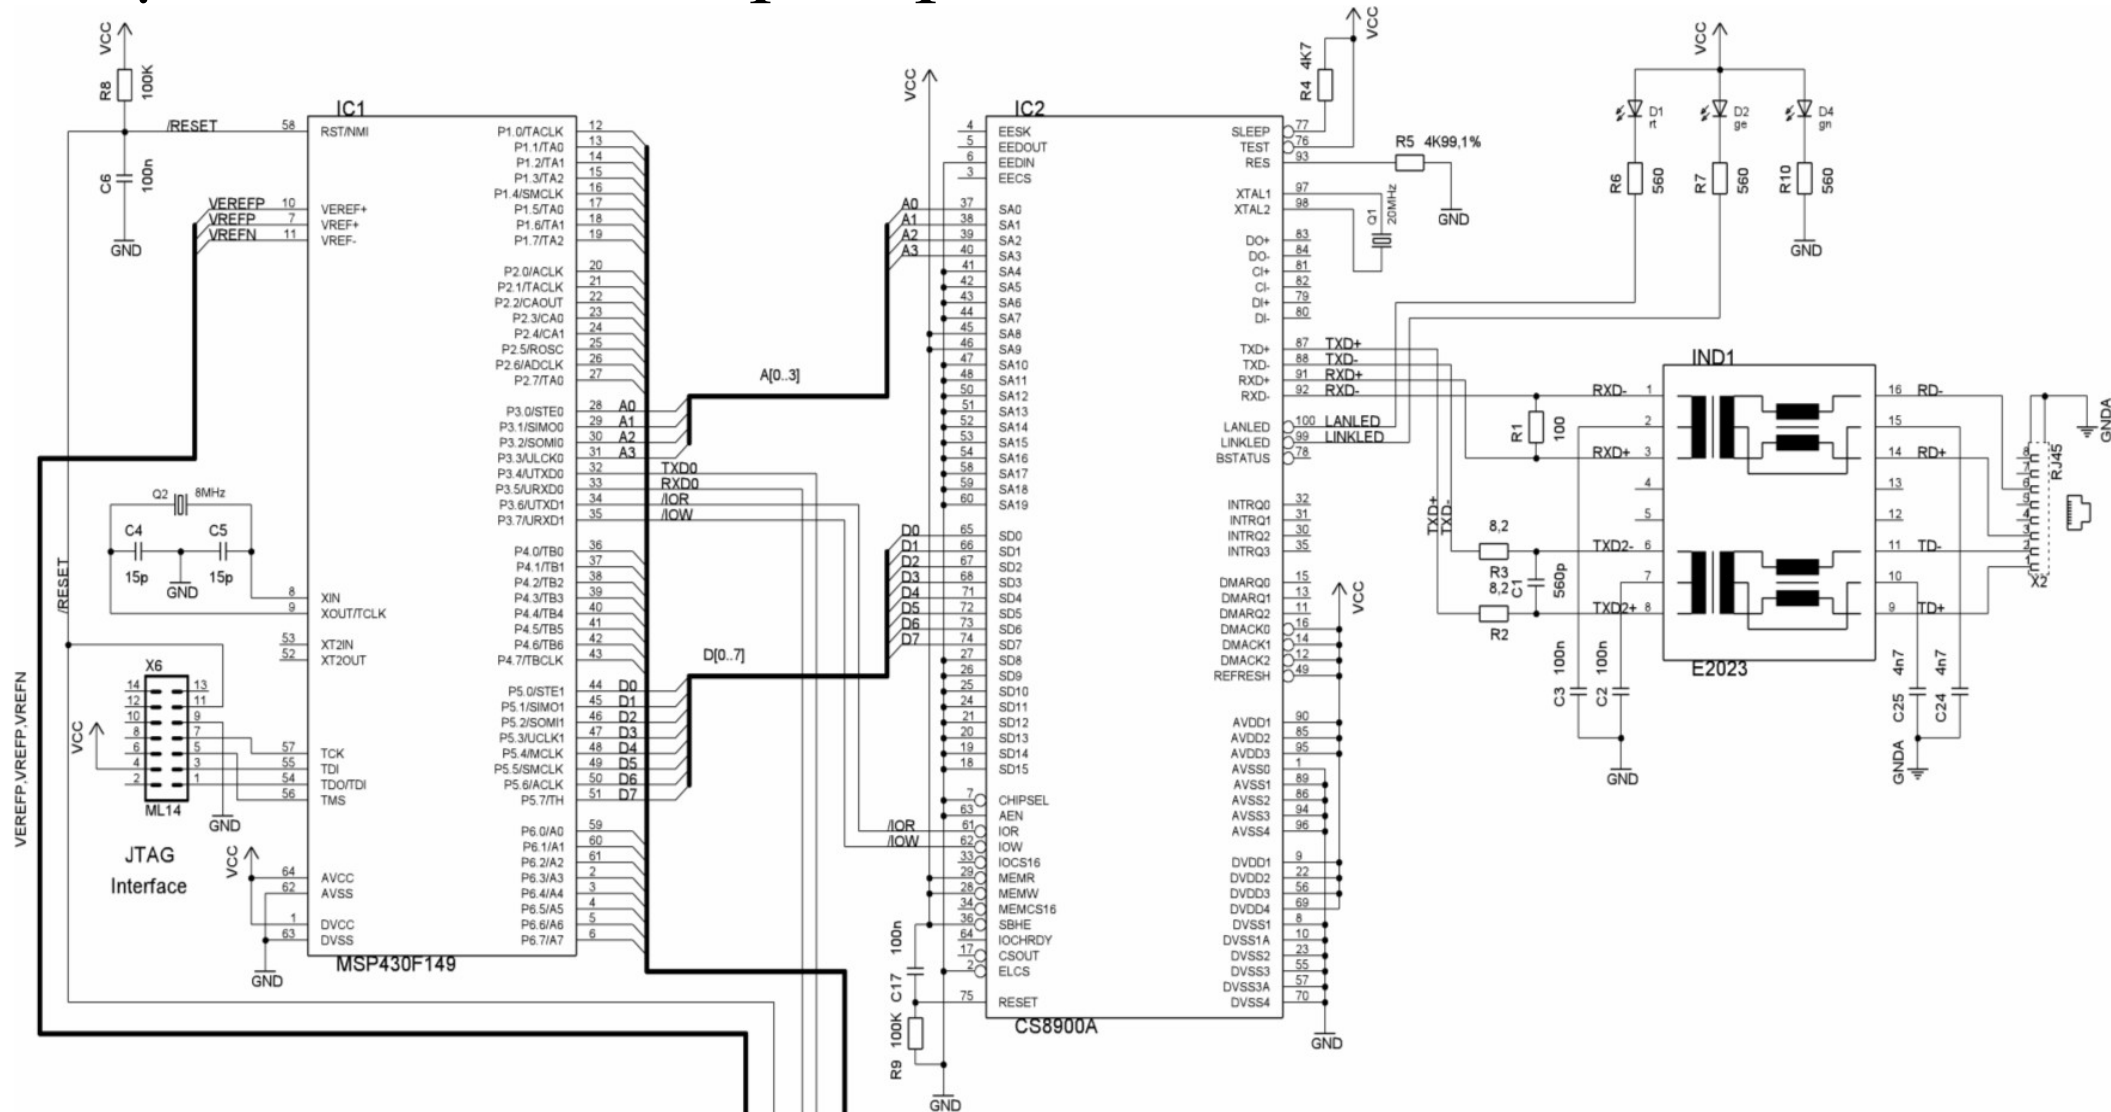 VCC
R8
100K
/RESET
C6
100n
GND
VEREFP
VREFP
VREFN
VEREFP,VREFP,VREFN
/RESET
IC1
58 RST/NMI
10 VEREF+
7 VREF+
11 VREF-
8 XIN
9 XOUT/TCLK
53 XT2IN
52 XT2OUT
57 TCK
55 TDI
54 TDO/TDI
56 TMS
64 AVCC
62 AVSS
1 DVCC
63 DVSS
P1.0/TACLK 12
P1.1/TA0 13
P1.2/TA1 14
P1.3/TA2 15
P1.4/SMCLK 16
P1.5/TA0 17
P1.6/TA1 18
P1.7/TA2 19
P2.0/ACLK 20
P2.1/TACLK 21
P2.2/CAOUT 22
P2.3/CA0 23
P2.4/CA1 24
P2.5/ROSC 25
P2.6/ADCLK 26
P2.7/TA0 27
P3.0/STE0 28 A0
P3.1/SIMO0 29 A1
P3.2/SOMI0 30 A2
P3.3/ULCK0 31 A3
P3.4/UTXD0 32 TXD0
P3.5/URXD0 33 RXD0
P3.6/UTXD1 34 /IOR
P3.7/URXD1 35 /IOW
P4.0/TB0 36
P4.1/TB1 37
P4.2/TB2 38
P4.3/TB3 39
P4.4/TB4 40
P4.5/TB5 41
P4.6/TB6 42
P4.7/TBCLK 43
P5.0/STE1 44 D0
P5.1/SIMO1 45 D1
P5.2/SOMI1 46 D2
P5.3/UCLK1 47 D3
P5.4/MCLK 48 D4
P5.5/SMCLK 49 D5
P5.6/ACLK 50 D6
P5.7/TH 51 D7
P6.0/A0 59
P6.1/A1 60
P6.2/A2 61
P6.3/A3 2
P6.4/A4 3
P6.5/A5 4
P6.6/A6 5
P6.7/A7 6
MSP430F149
Q2 8MHz
C4 C5
15p 15p
GND
X6
14 13
12 11
10 9
8 7
6 5
4 3
2 1
ML14
VCC
GND
JTAG
Interface
VCC
GND
A[0..3]
D[0..7]
VCC
IC2
4 EESK
5 EEDOUT
6 EEDIN
3 EECS
A0 37 SA0
A1 38 SA1
A2 39 SA2
A3 40 SA3
41 SA4
42 SA5
43 SA6
44 SA7
45 SA8
46 SA9
47 SA10
48 SA11
50 SA12
51 SA13
52 SA14
53 SA15
54 SA16
58 SA17
59 SA18
60 SA19
D0 65 SD0
D1 66 SD1
D2 67 SD2
D3 68 SD3
D4 71 SD4
D5 72 SD5
D6 73 SD6
D7 74 SD7
27 SD8
26 SD9
25 SD10
24 SD11
21 SD12
20 SD13
19 SD14
18 SD15
7 CHIPSEL
63 AEN
/IOR 61 IOR
/IOW 62 IOW
33 IOCS16
29 MEMR
28 MEMW
34 MEMCS16
36 SBHE
64 IOCHRDY
17 CSOUT
2 ELCS
75 RESET
C17 100n
R9 100K
GND
SLEEP 77
TEST 76
RES 93
XTAL1 97
XTAL2 98
DO+ 83
DO- 84
CI+ 81
CI- 82
DI+ 79
DI- 80
TXD+ 87 TXD+
TXD- 88 TXD-
RXD+ 91 RXD+
RXD- 92 RXD-
LANLED 100 LANLED
LINKLED 99 LINKLED
BSTATUS 78
INTRQ0 32
INTRQ1 31
INTRQ2 30
INTRQ3 35
DMARQ0 15
DMARQ1 13
DMARQ2 11
DMACK0 16
DMACK1 14
DMACK2 12
REFRESH 49
AVDD1 90
AVDD2 85
AVDD3 95
AVSS0 1
AVSS1 89
AVSS2 86
AVSS3 94
AVSS4 96
DVDD1 9
DVDD2 22
DVDD3 56
DVDD4 69
DVSS1 8
DVSS1A 10
DVSS2 23
DVSS3 55
DVSS3A 57
DVSS4 70
CS8900A
GND
VCC
R4 4K7
VCC
R5 4K99,1%
GND
Q1
20MHz
VCC
D1
rt
D2
ge
D4
gn
R6 560
R7 560
R10 560
GND
TXD+
TXD-
R1 100
8,2
R3
8,2
R2
C1 560p
C3 100n
C2 100n
GND
IND1
RXD- 1
2
RXD+ 3
4
5
TXD2- 6
7
TXD2+ 8
16 RD-
15
14 RD+
13
12
11 TD-
10
9 TD+
E2023
C25 4n7
C24 4n7
GNDA
GNDA
RJ45
8
7
6
5
4
3
2
1
X2